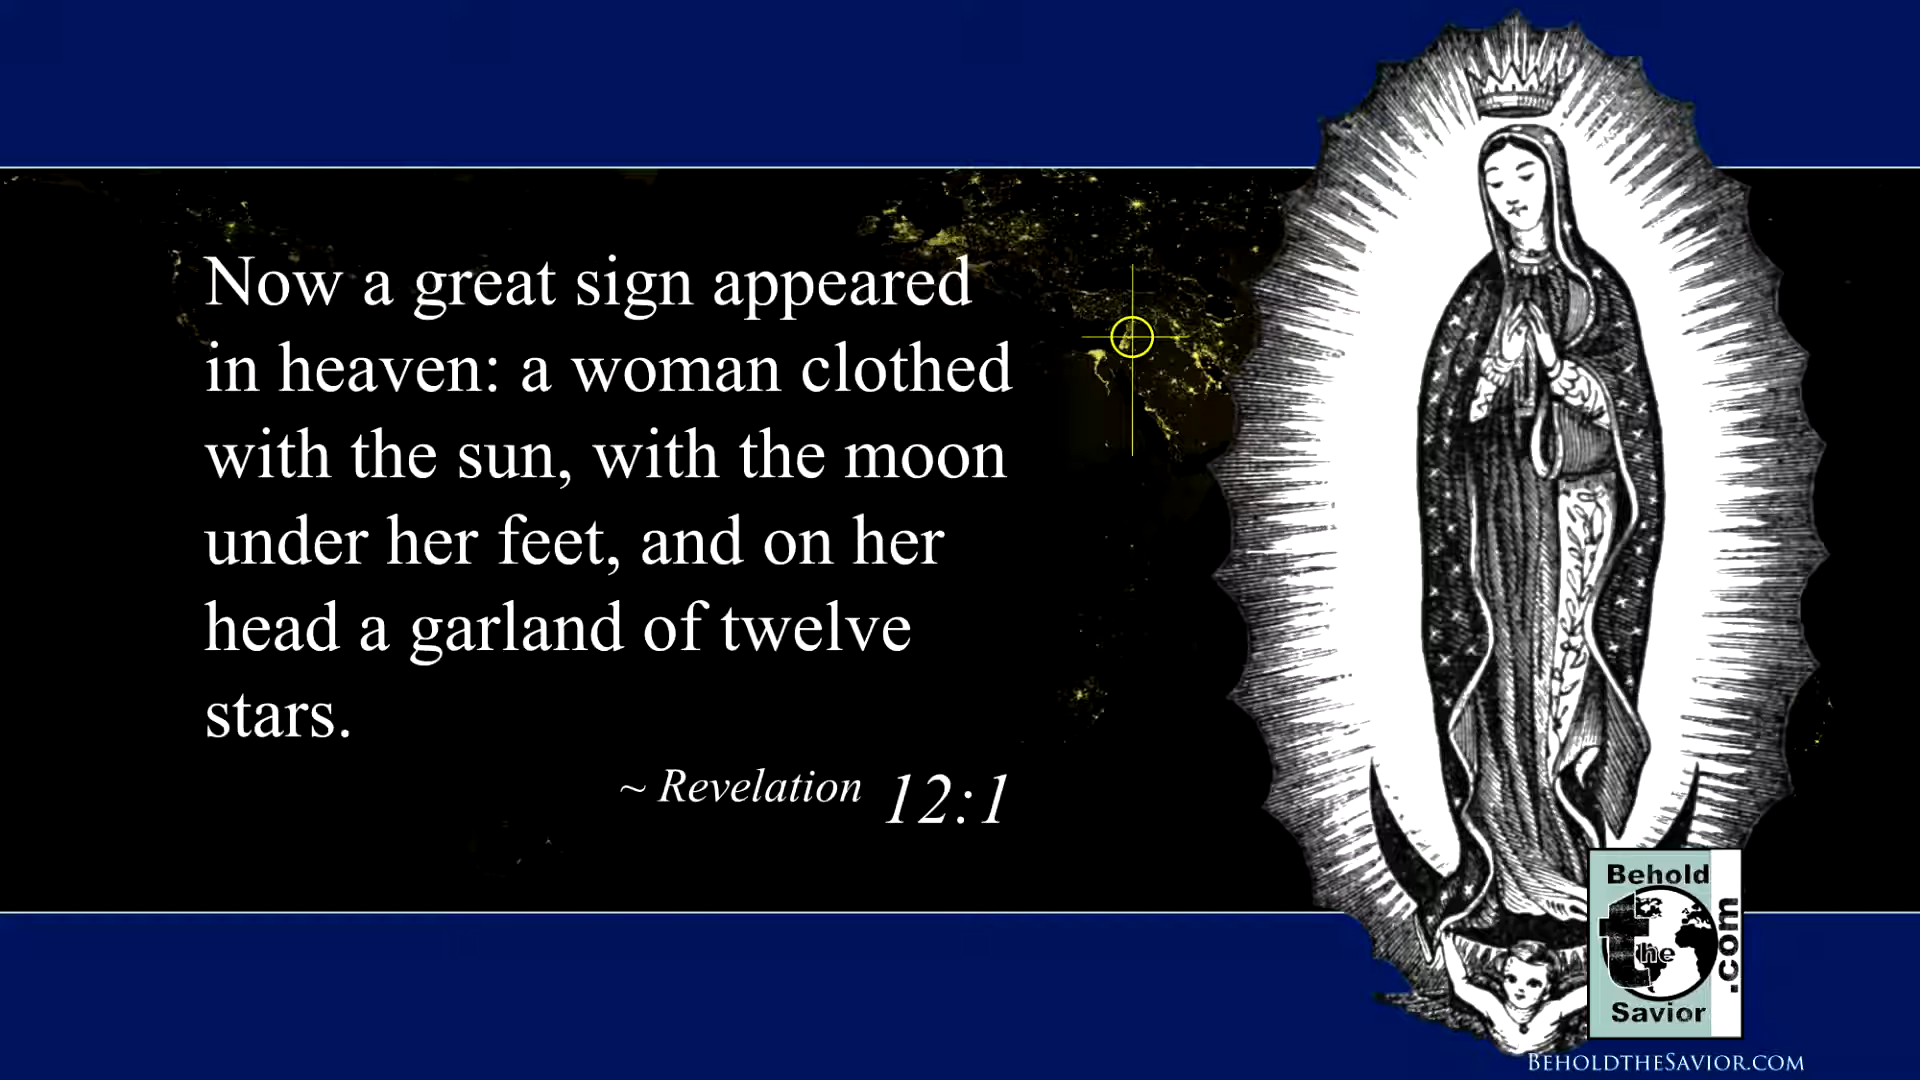 Now a great sign appeared
in heaven: a woman clothed
with the sun, with the moon
under her feet, and on her
head a garland of twelve
stars.
~ Revelation 12:1
Behold
the
.com
Savior
BEHOLDTHESAVIOR.COM